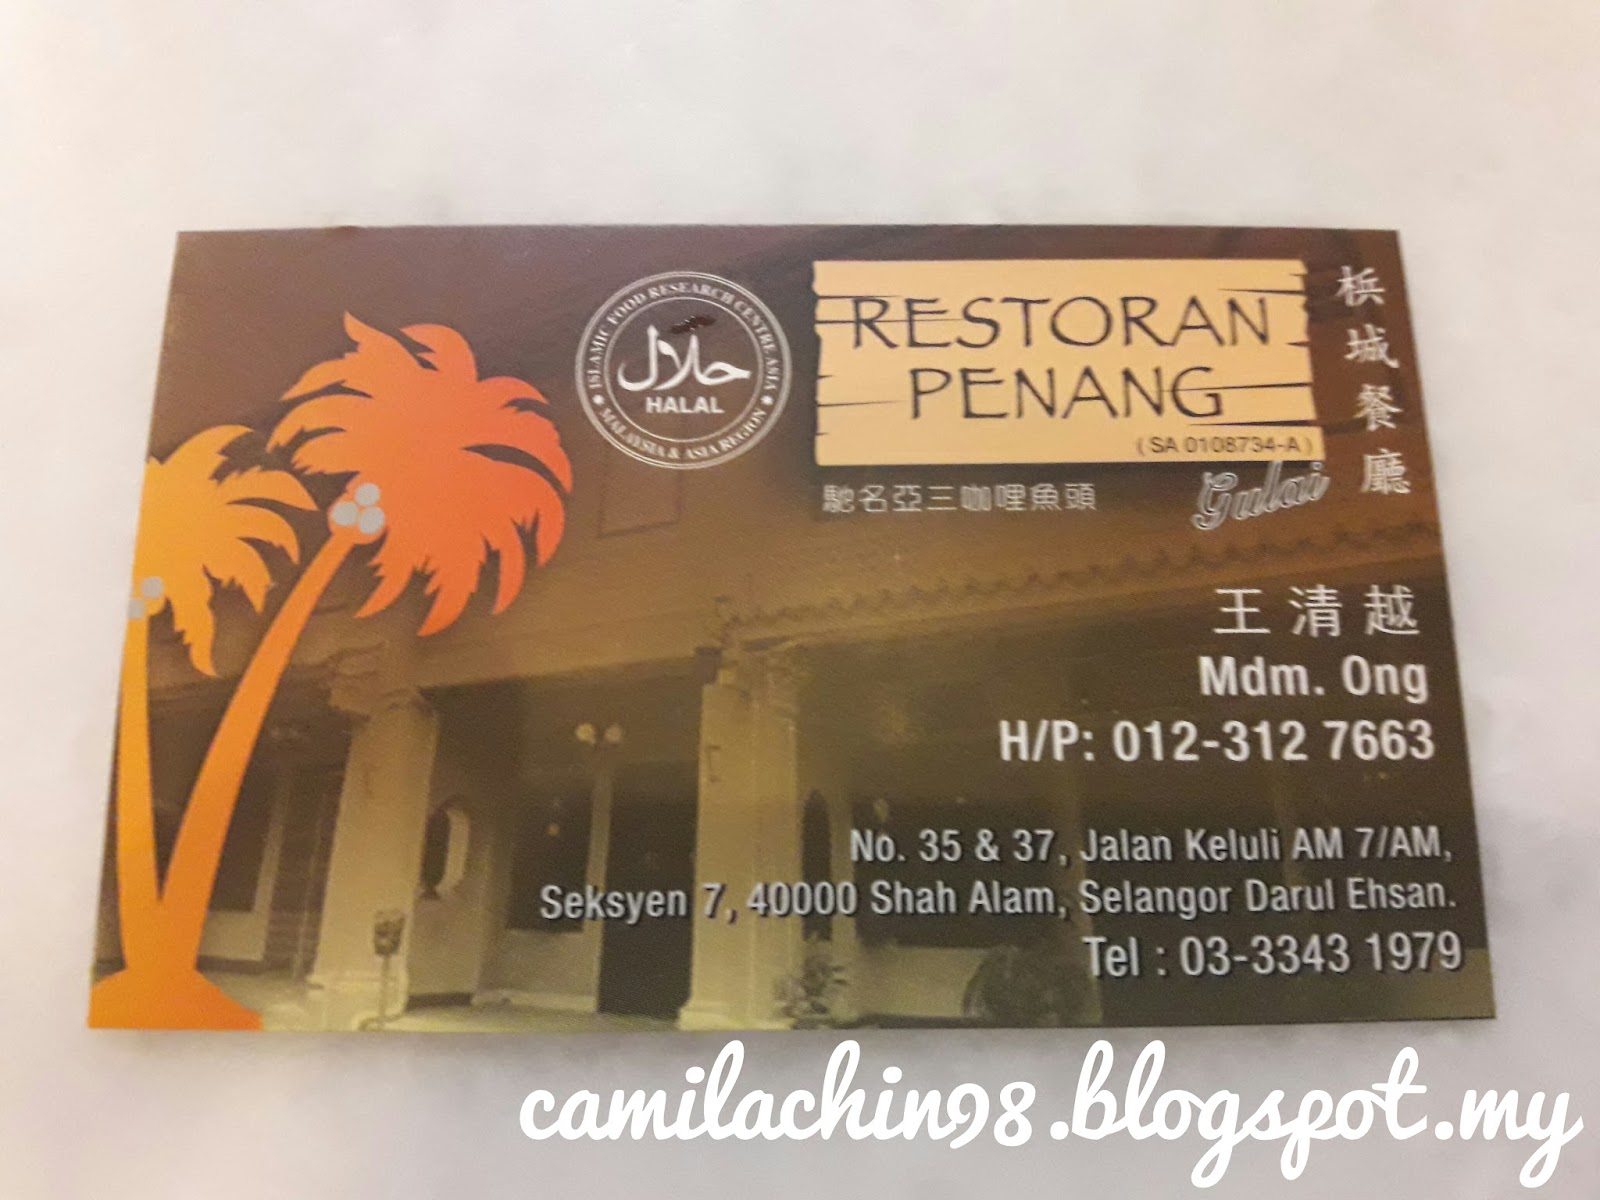 ISLAMIC FOOD RESEARCH CENTRE ASIA
حلال
HALAL
MALAYSIA & ASIA REGION
RESTORAN
PENANG
(SA 0108734-A)
Gulai
檳城餐廳
馳名亞三咖哩魚頭
王清越
Mdm. Ong
H/P: 012-312 7663
No. 35 & 37, Jalan Keluli AM 7/AM,
Seksyen 7, 40000 Shah Alam, Selangor Darul Ehsan.
Tel : 03-3343 1979
camilachin98.blogspot.my